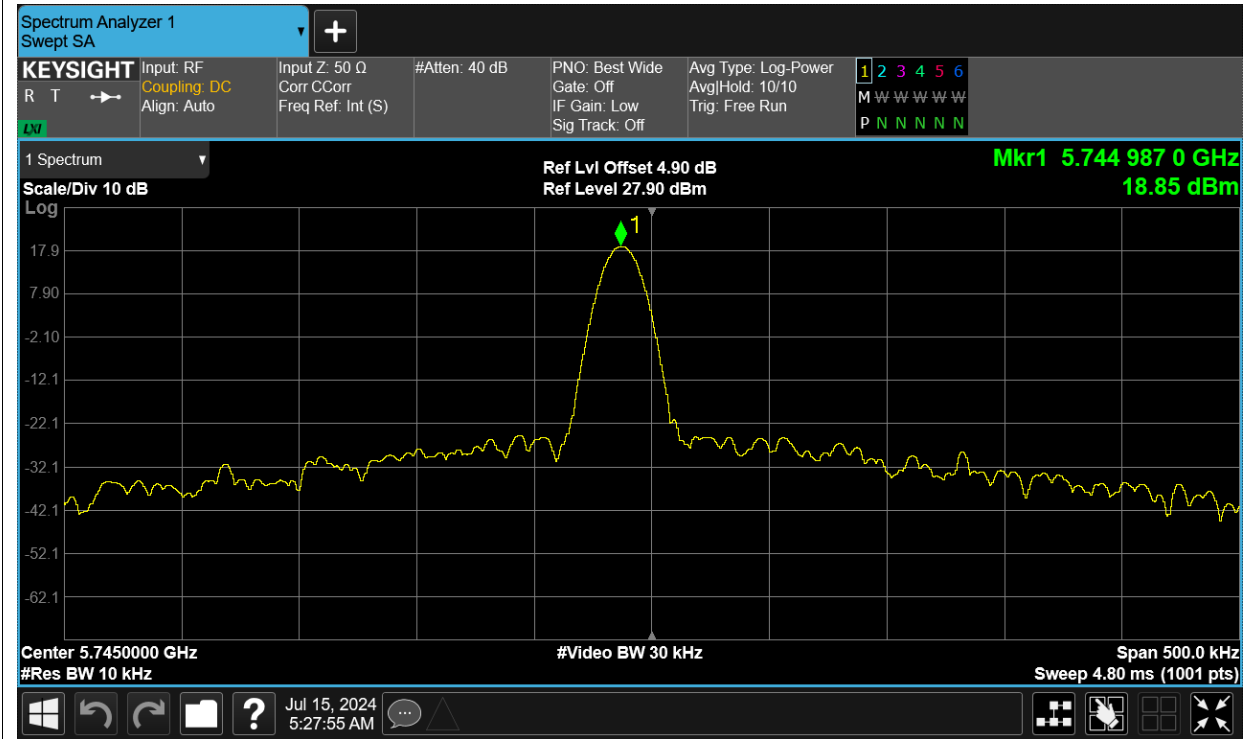 Spectrum Analyzer 1
Swept SA
KEYSIGHT
R T
LXI
Input: RF
Coupling: DC
Align: Auto
Input Z: 50 Ω
Corr CCorr
Freq Ref: Int (S)
#Atten: 40 dB
PNO: Best Wide
Gate: Off
IF Gain: Low
Sig Track: Off
Avg Type: Log-Power
Avg|Hold: 10/10
Trig: Free Run
1 2 3 4 5 6
M W W W W W
P N N N N N
1 Spectrum
Scale/Div 10 dB
Log
Ref Lvl Offset 4.90 dB
Ref Level 27.90 dBm
Mkr1 5.744 987 0 GHz
18.85 dBm
1
17.9
7.90
-2.10
-12.1
-22.1
-32.1
-42.1
-52.1
-62.1
Center 5.7450000 GHz
#Res BW 10 kHz
#Video BW 30 kHz
Span 500.0 kHz
Sweep 4.80 ms (1001 pts)
?
Jul 15, 2024
5:27:55 AM